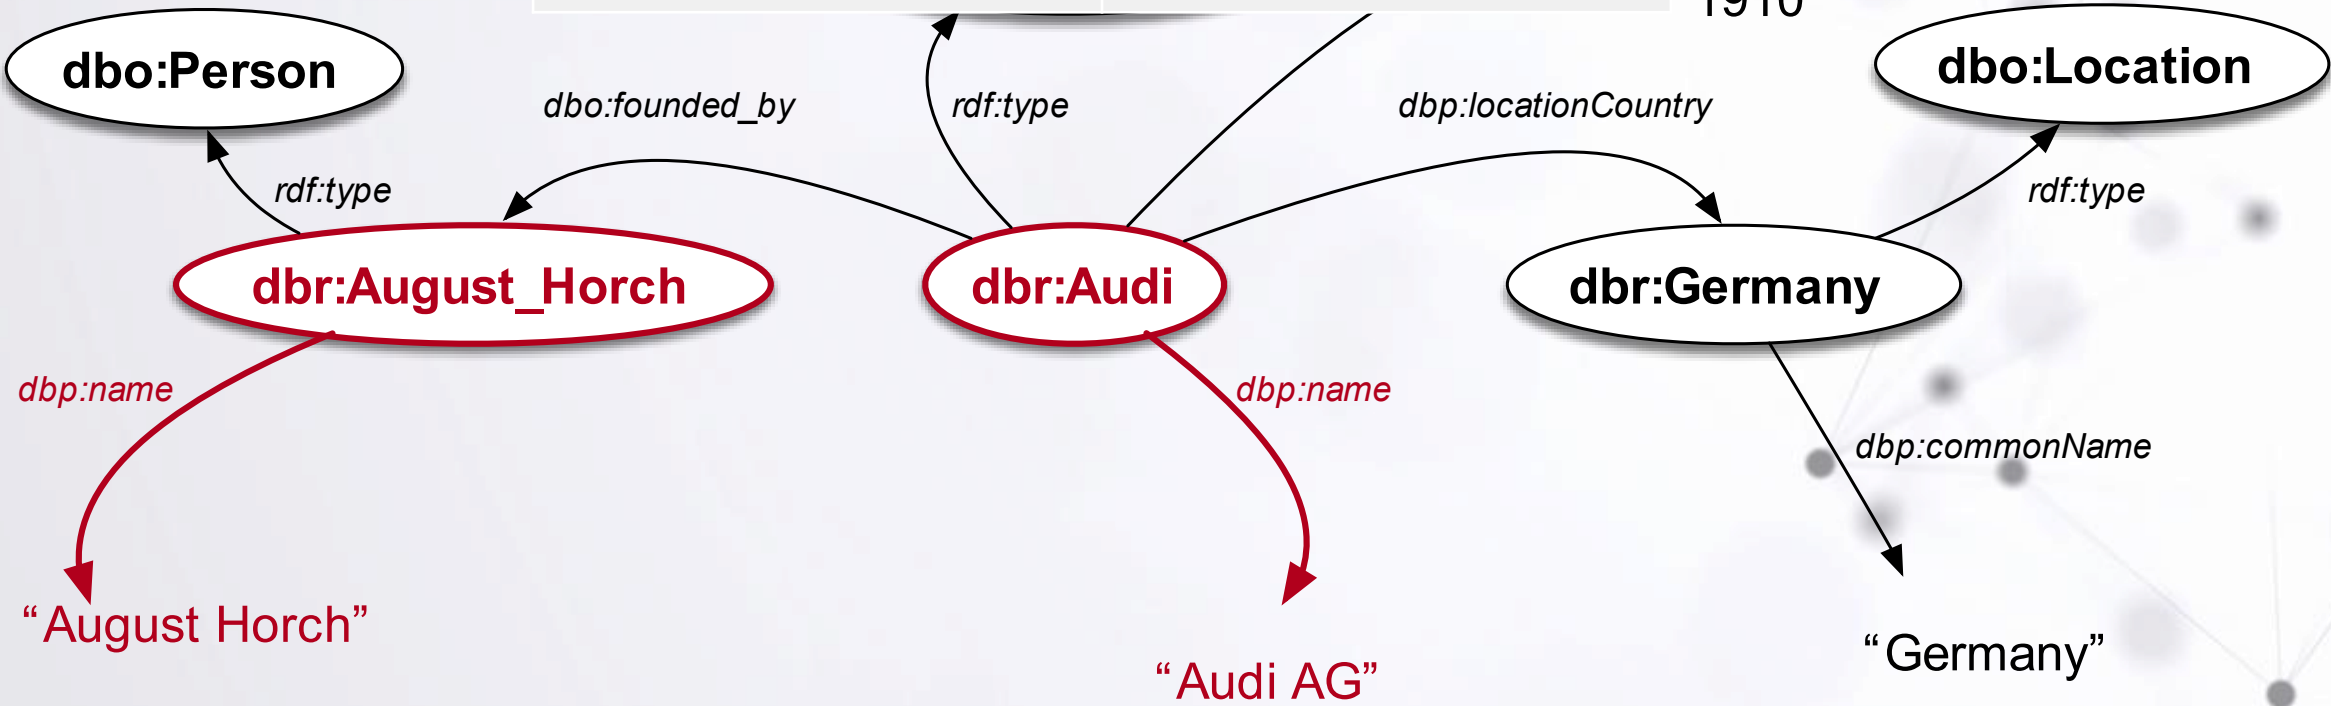 1910
dbo:Person
dbo:Location
dbo:founded_by
rdf:type
dbp:locationCountry
rdf:type
rdf:type
dbr:August_Horch
dbr:Audi
dbr:Germany
dbp:name
dbp:name
dbp:commonName
“August Horch”
“Audi AG”
“Germany”